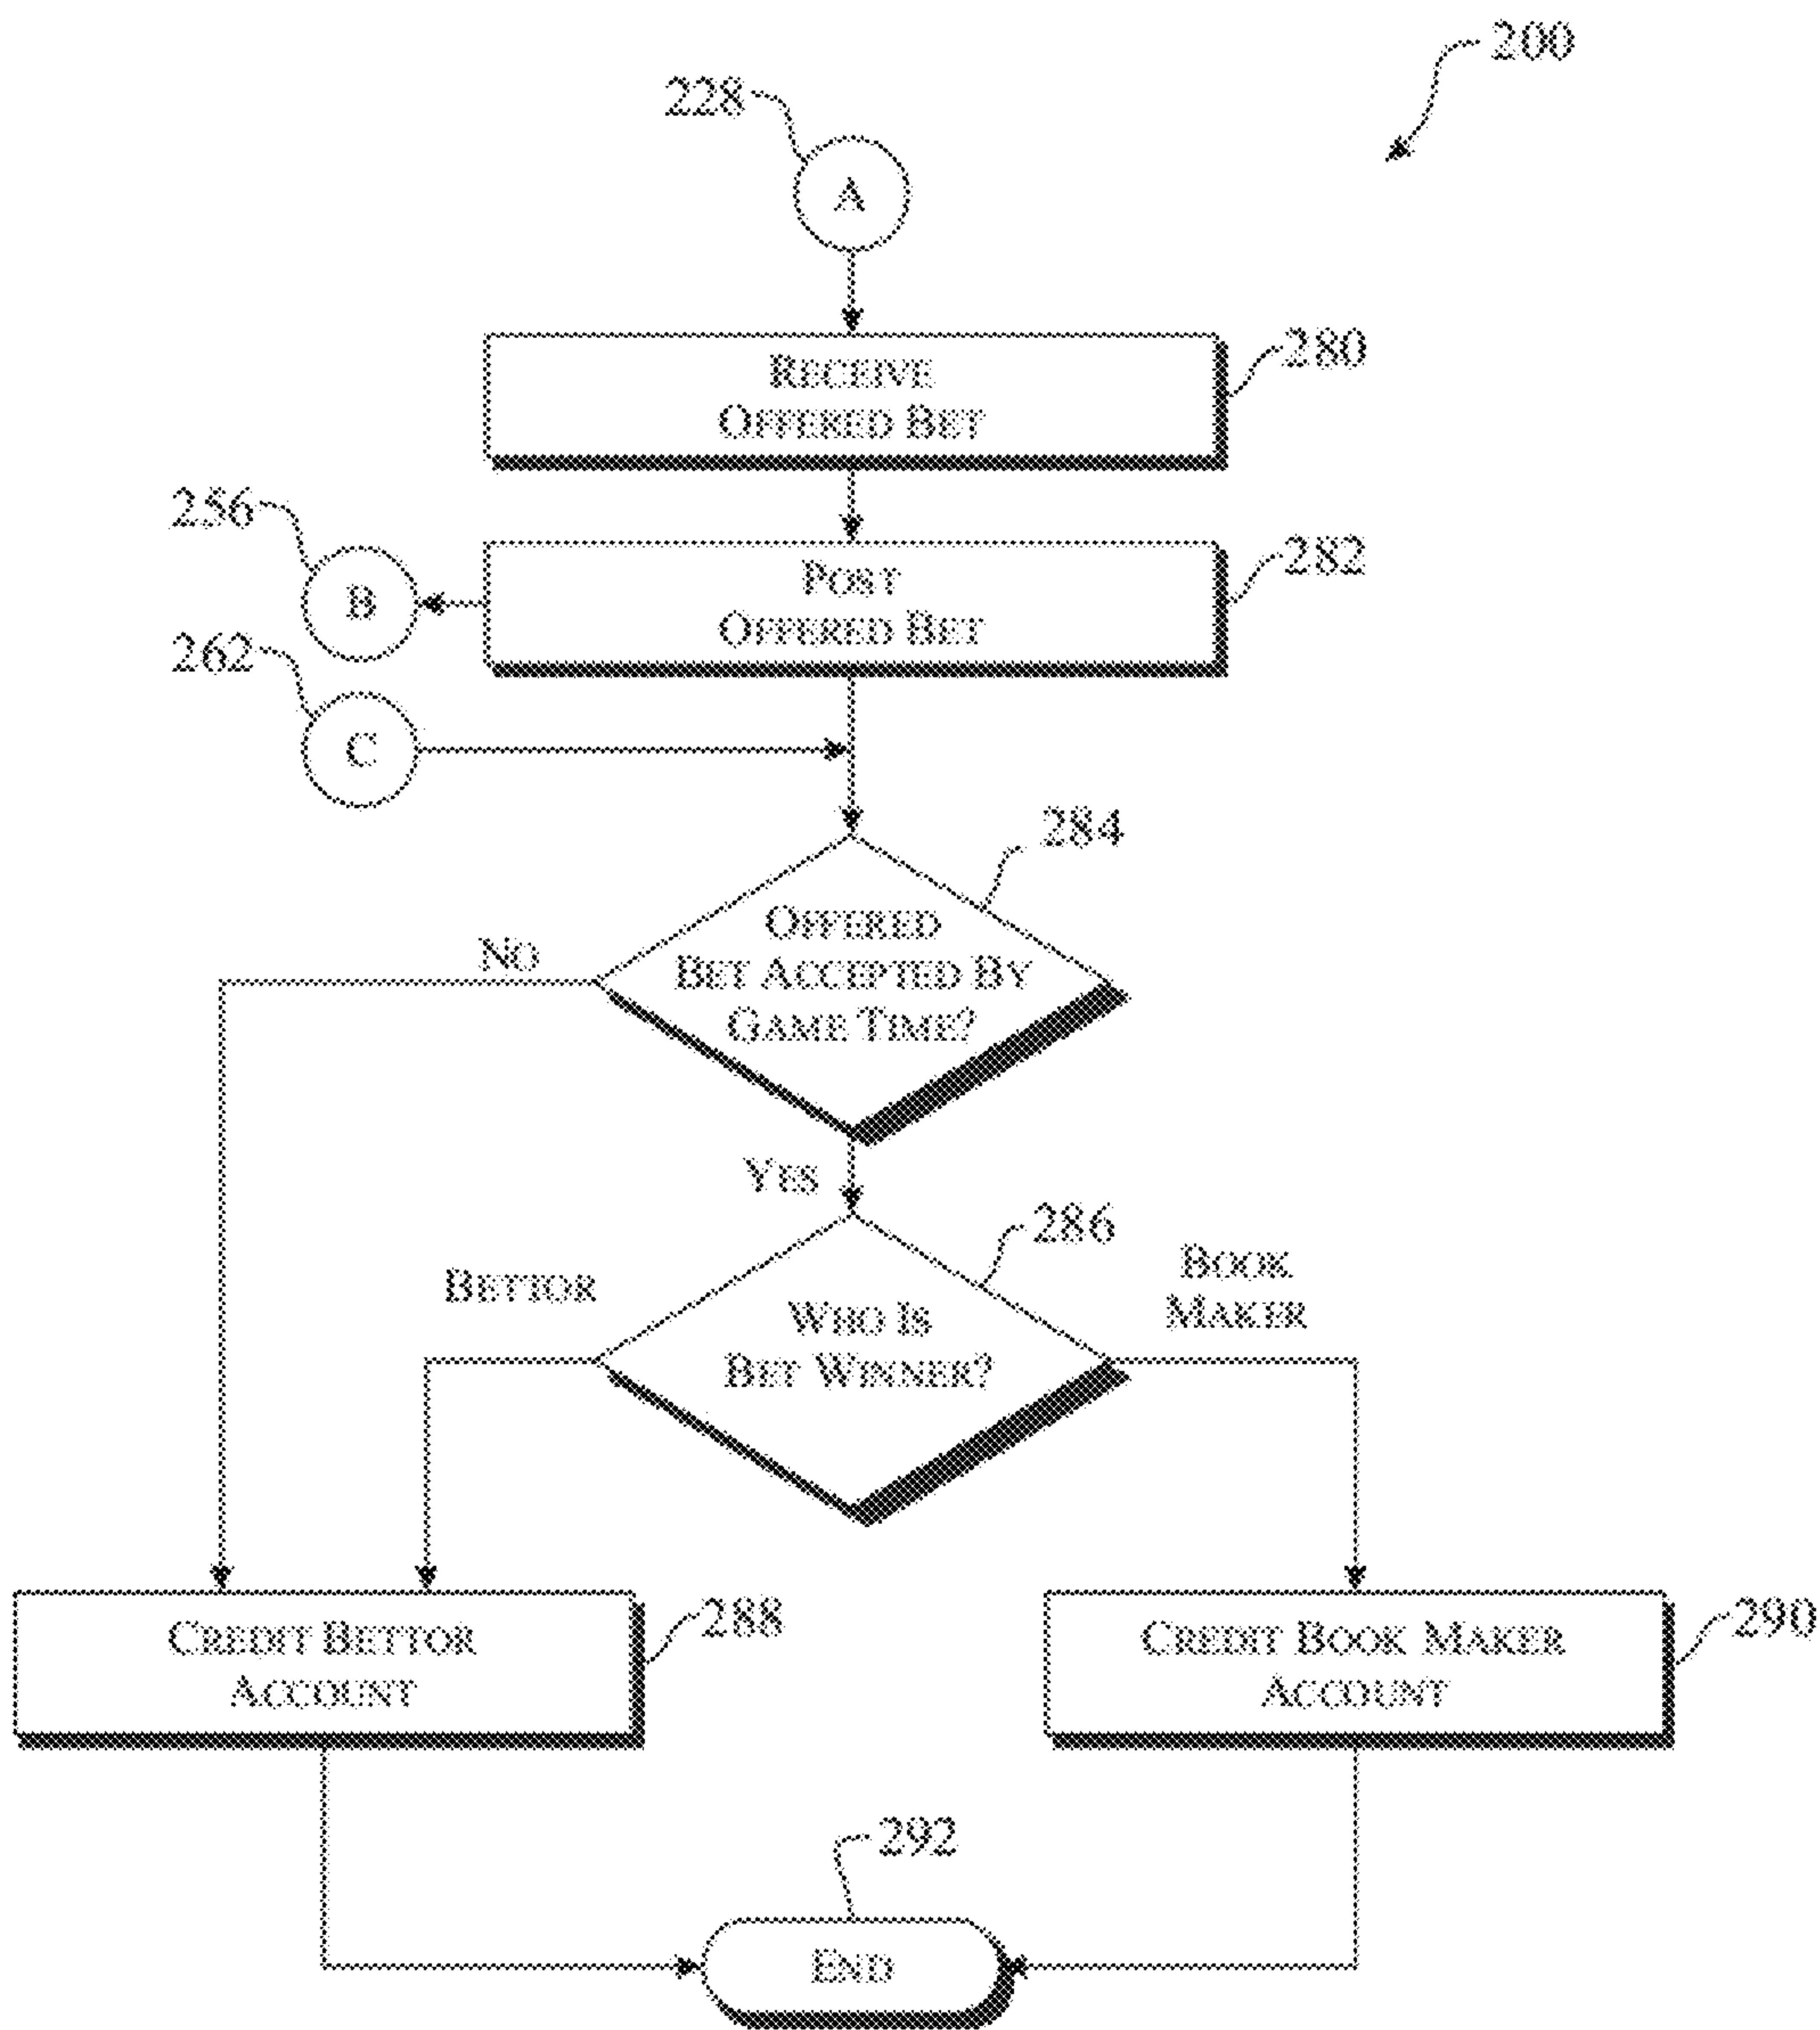 200
228
A
RECEIVE
OFFERED BET
280
256
B
POST
OFFERED BET
282
262
C
284
OFFERED
BET ACCEPTED BY
GAME TIME?
NO
YES
286
BETTOR
BOOK
MAKER
WHO IS
BET WINNER?
CREDIT BETTOR
ACCOUNT
288
CREDIT BOOK MAKER
ACCOUNT
290
292
END